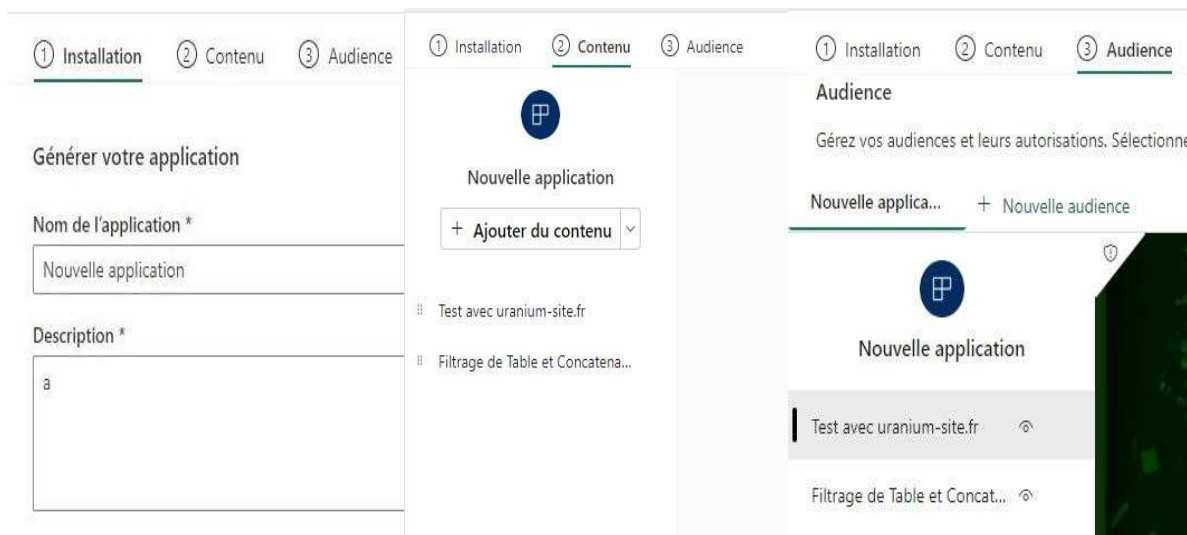 1 Installation 2 Contenu 3 Audience
Générer votre application
Nom de l'application *
Nouvelle application
Description *
a
1 Installation 2 Contenu 3 Audience
Nouvelle application
+ Ajouter du contenu
Test avec uranium-site.fr
Filtrage de Table et Concatena...
1 Installation 2 Contenu 3 Audience
Audience
Gérez vos audiences et leurs autorisations. Sélectionne
Nouvelle applica... + Nouvelle audience
Nouvelle application
Test avec uranium-site.fr
Filtrage de Table et Concat...